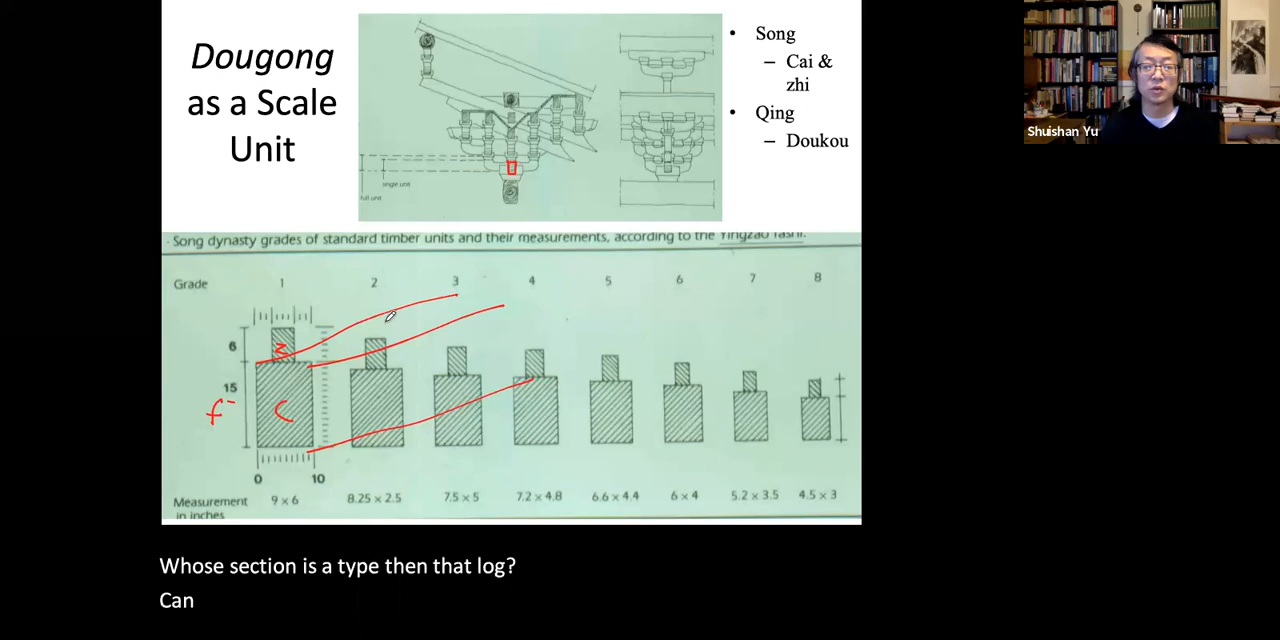 Dougong
as a Scale
Unit
single unit
full unit
• Song
– Cai &
zhi
• Qing
– Doukou
Shuishan Yu
· Song dynasty grades of standard timber units and their measurements, according to the Yingzao fashi.
Grade 1 2 3 4 5 6 7 8
6
Z
15
f- C
0 10
Measurement 9 x 6 8.25 x 2.5 7.5 x 5 7.2 x 4.8 6.6 x 4.4 6 x 4 5.2 x 3.5 4.5 x 3
in inches
Whose section is a type then that log?
Can